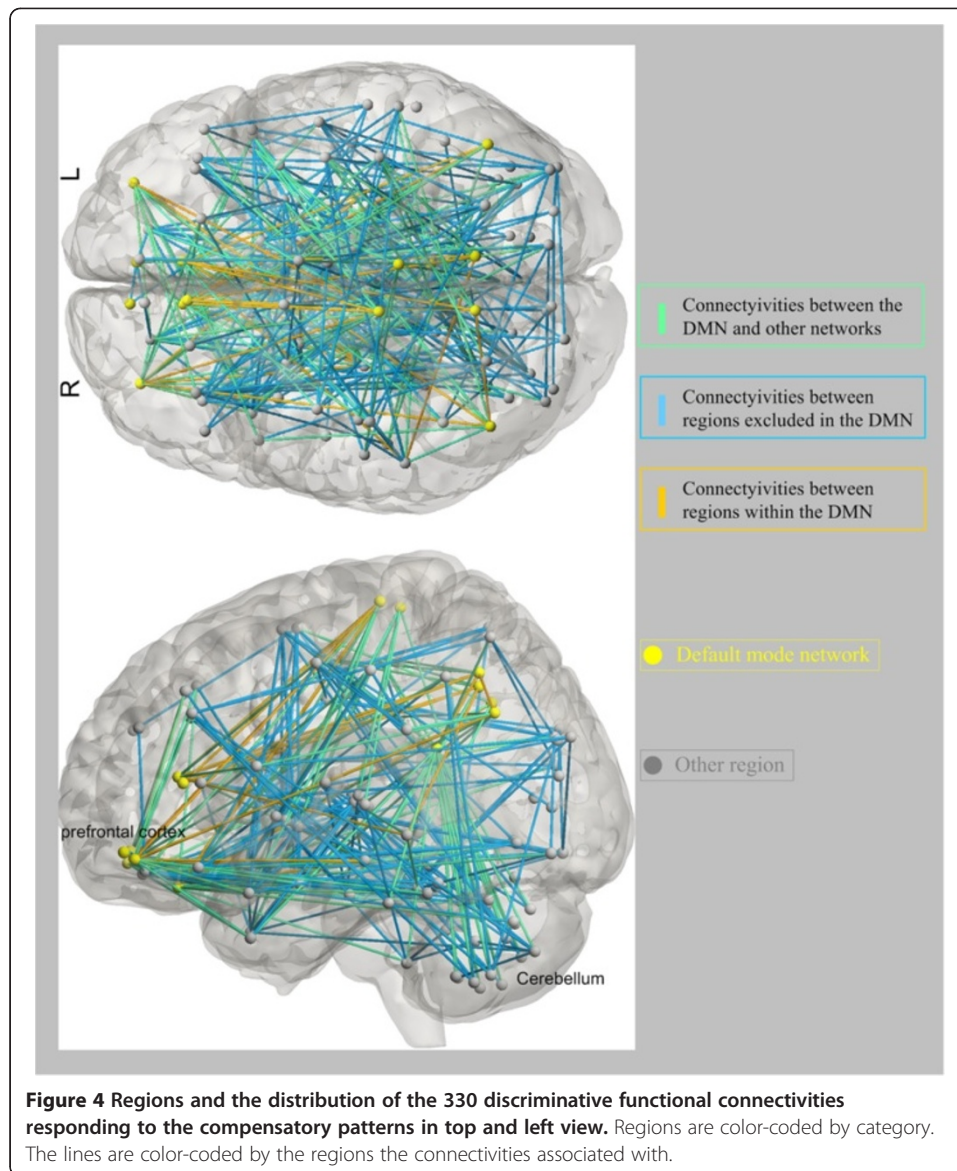 L
R
Connectyivities between the
DMN and other networks
Connectyivities between
regions excluded in the DMN
Connectyivities between
regions within the DMN
Default mode network
Other region
prefrontal cortex
Cerebellum
Figure 4 Regions and the distribution of the 330 discriminative functional connectivities
responding to the compensatory patterns in top and left view. Regions are color-coded by category.
The lines are color-coded by the regions the connectivities associated with.